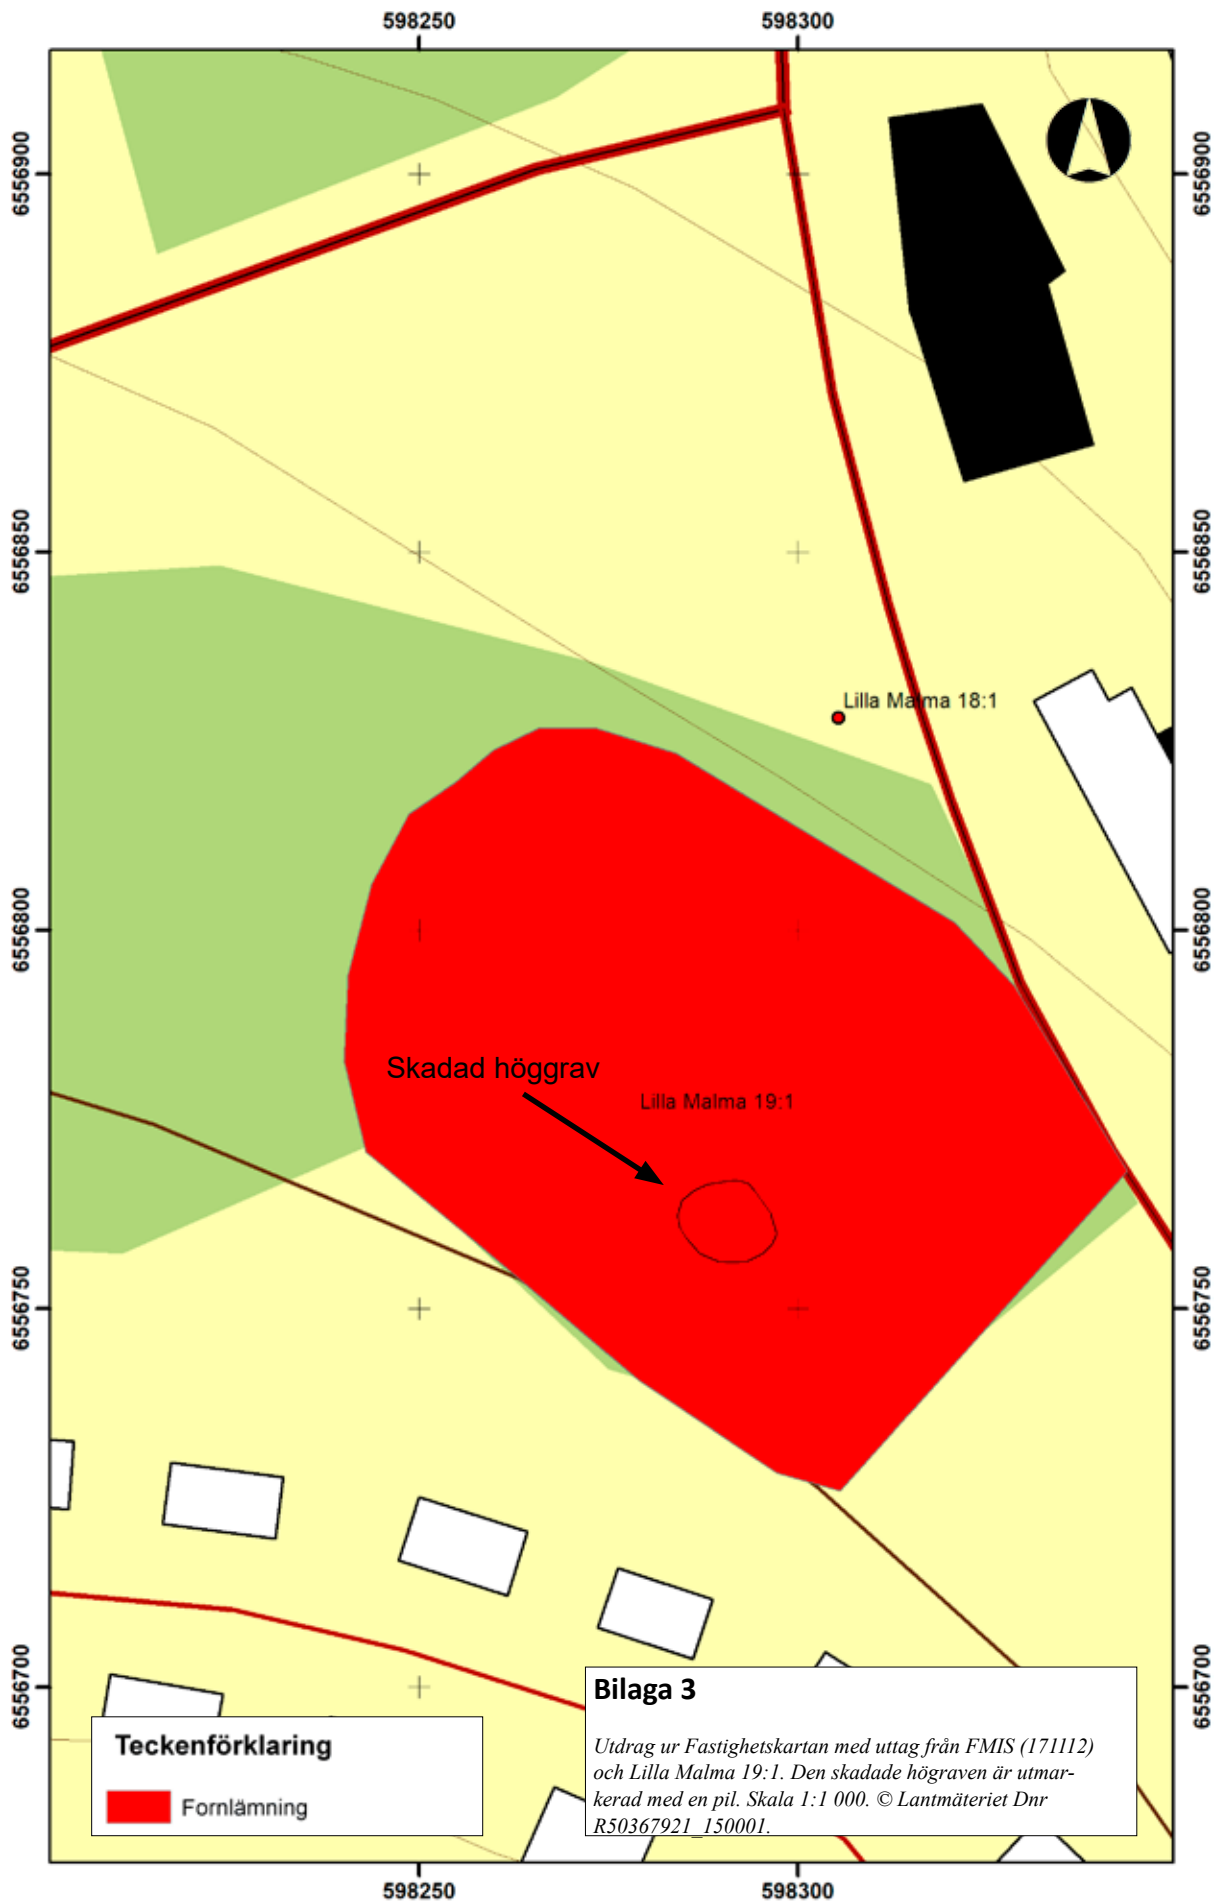 598250
598300
6556900
6556900
6556850
6556850
Lilla Malma 18:1
6556800
6556800
Skadad höggrav
Lilla Malma 19:1
6556750
6556750
6556700
6556700
Bilaga 3
Utdrag ur Fastighetskartan med uttag från FMIS (171112)
och Lilla Malma 19:1. Den skadade högraven är utmar-
kerad med en pil. Skala 1:1 000. © Lantmäteriet Dnr
R50367921_150001.
Teckenförklaring
Fornlämning
598250
598300